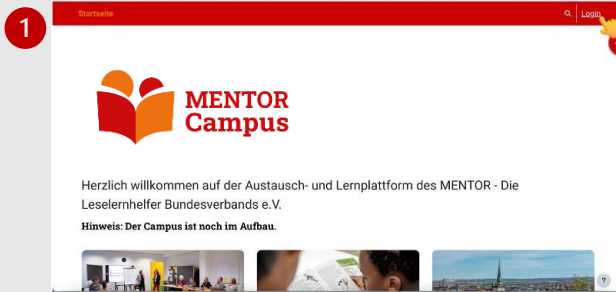 1
Startseite
Login
MENTOR
Campus
Herzlich willkommen auf der Austausch- und Lernplattform des MENTOR - Die
Leselernhelfer Bundesverbands e.V.
Hinweis: Der Campus ist noch im Aufbau.
?